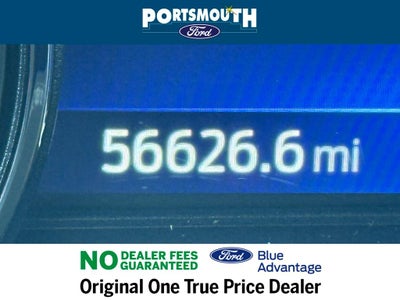 PORTSMOUTH
Ford
56626.6 mi
NO DEALER FEES GUARANTEED
Ford
Blue Advantage
Original One True Price Dealer